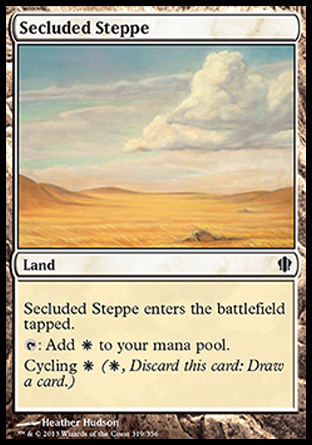 Secluded Steppe
Land
Secluded Steppe enters the battlefield
tapped.
: Add to your mana pool.
Cycling ( , Discard this card: Draw
a card.)
Heather Hudson
™ & © 2013 Wizards of the Coast 319/356